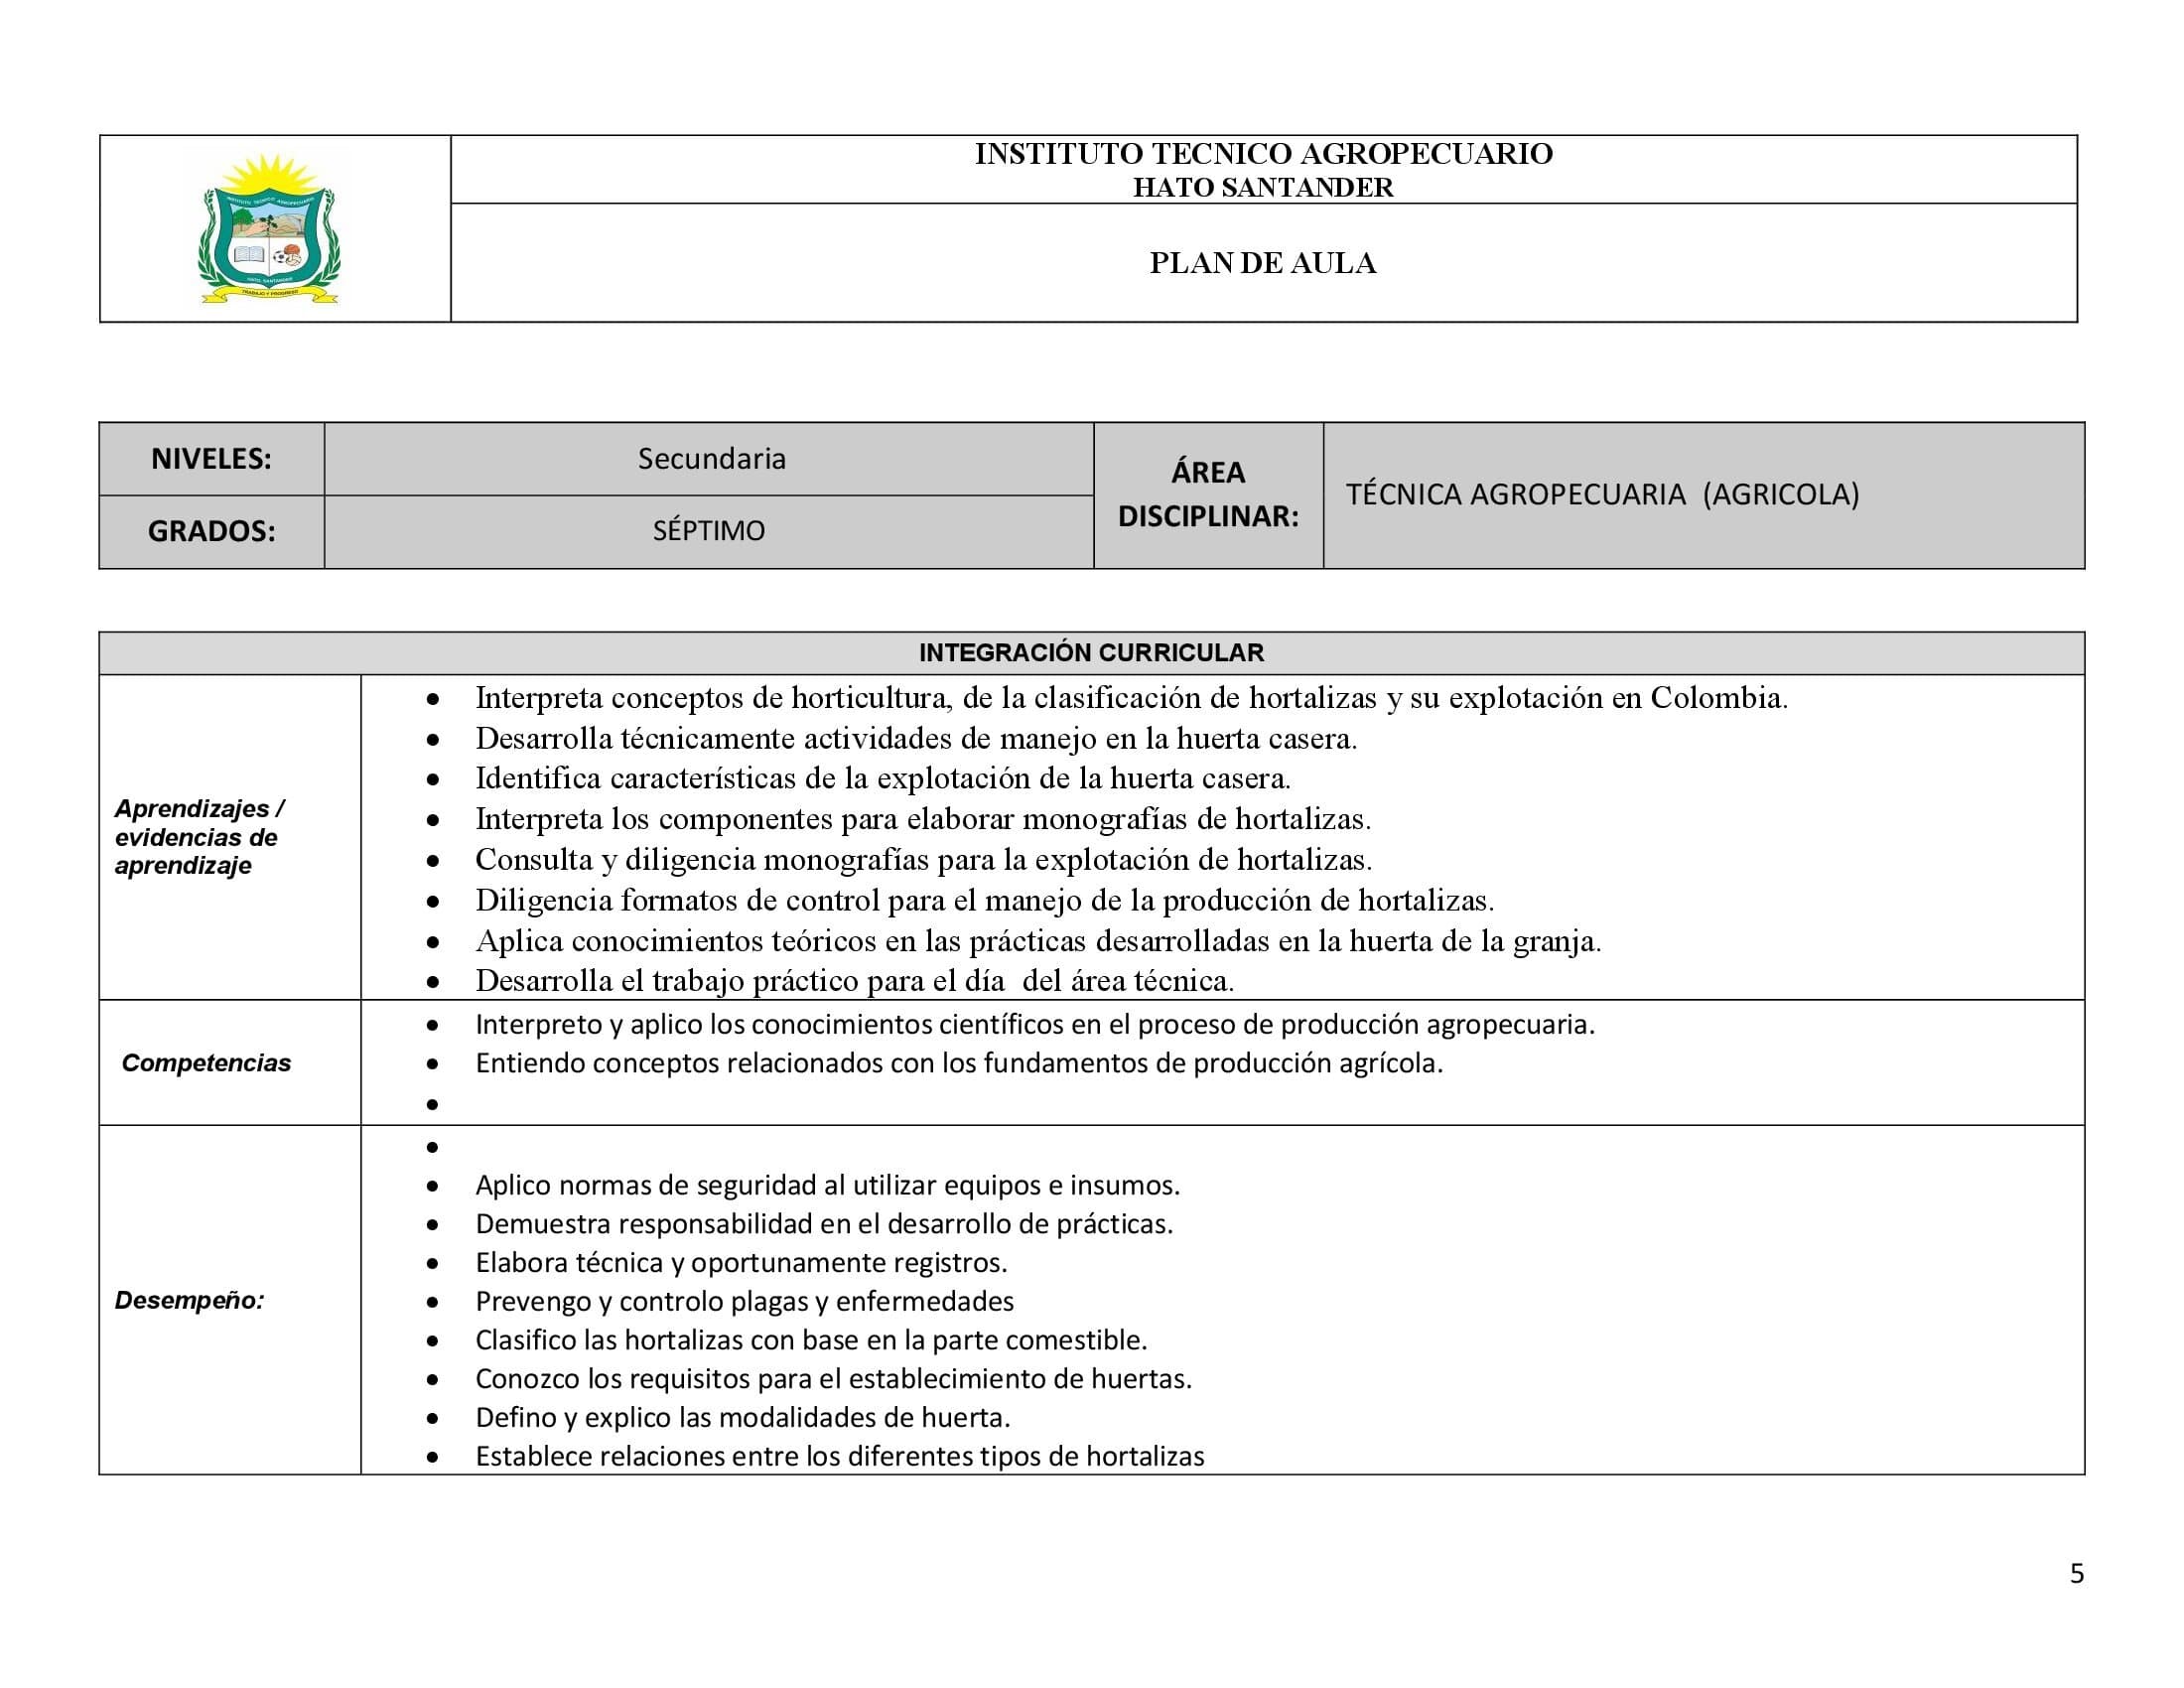 INSTITUTO TECNICO AGROPECUARIO
HATO SANTANDER
PLAN DE AULA
INSTITUTO TECNICO AGROPECUARIO
HATO, SANTANDER
TRABAJO Y PROGRESO
NIVELES:
Secundaria
GRADOS:
SÉPTIMO
ÁREA
DISCIPLINAR:
TÉCNICA AGROPECUARIA  (AGRICOLA)
INTEGRACIÓN CURRICULAR
Aprendizajes /
evidencias de
aprendizaje
• Interpreta conceptos de horticultura, de la clasificación de hortalizas y su explotación en Colombia.
• Desarrolla técnicamente actividades de manejo en la huerta casera.
• Identifica características de la explotación de la huerta casera.
• Interpreta los componentes para elaborar monografías de hortalizas.
• Consulta y diligencia monografías para la explotación de hortalizas.
• Diligencia formatos de control para el manejo de la producción de hortalizas.
• Aplica conocimientos teóricos en las prácticas desarrolladas en la huerta de la granja.
• Desarrolla el trabajo práctico para el día  del área técnica.
Competencias
• Interpreto y aplico los conocimientos científicos en el proceso de producción agropecuaria.
• Entiendo conceptos relacionados con los fundamentos de producción agrícola.
•
Desempeño:
•
• Aplico normas de seguridad al utilizar equipos e insumos.
• Demuestra responsabilidad en el desarrollo de prácticas.
• Elabora técnica y oportunamente registros.
• Prevengo y controlo plagas y enfermedades
• Clasifico las hortalizas con base en la parte comestible.
• Conozco los requisitos para el establecimiento de huertas.
• Defino y explico las modalidades de huerta.
• Establece relaciones entre los diferentes tipos de hortalizas
5